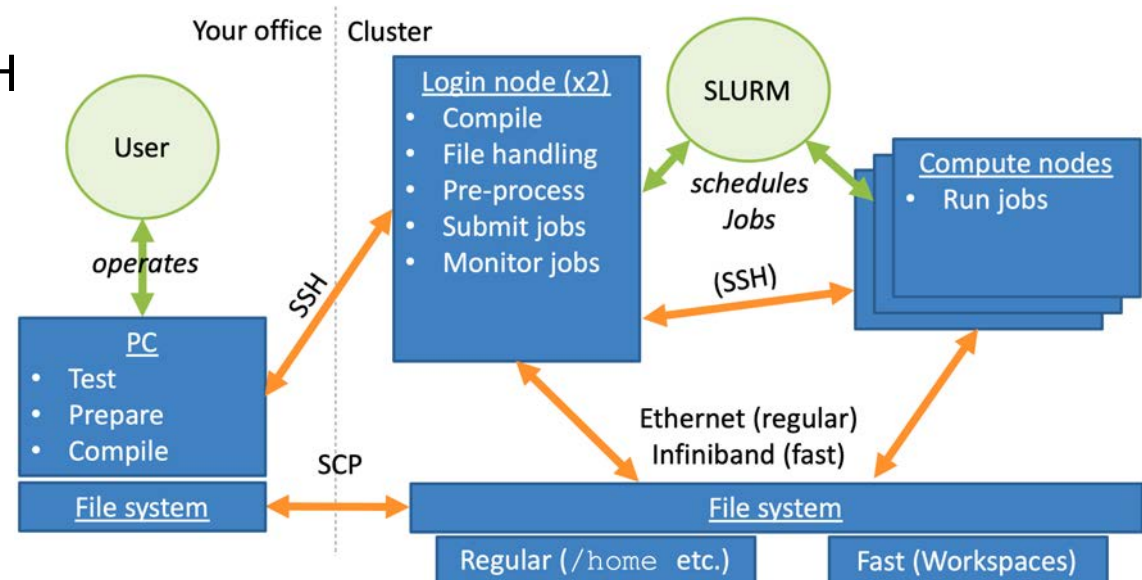 Your office
Cluster
H
User
operates
PC
• Test
• Prepare
• Compile
File system
SSH
SCP
Login node (x2)
• Compile
• File handling
• Pre-process
• Submit jobs
• Monitor jobs
SLURM
schedules
Jobs
Compute nodes
• Run jobs
(SSH)
Ethernet (regular)
Infiniband (fast)
File system
Regular (/home etc.)
Fast (Workspaces)